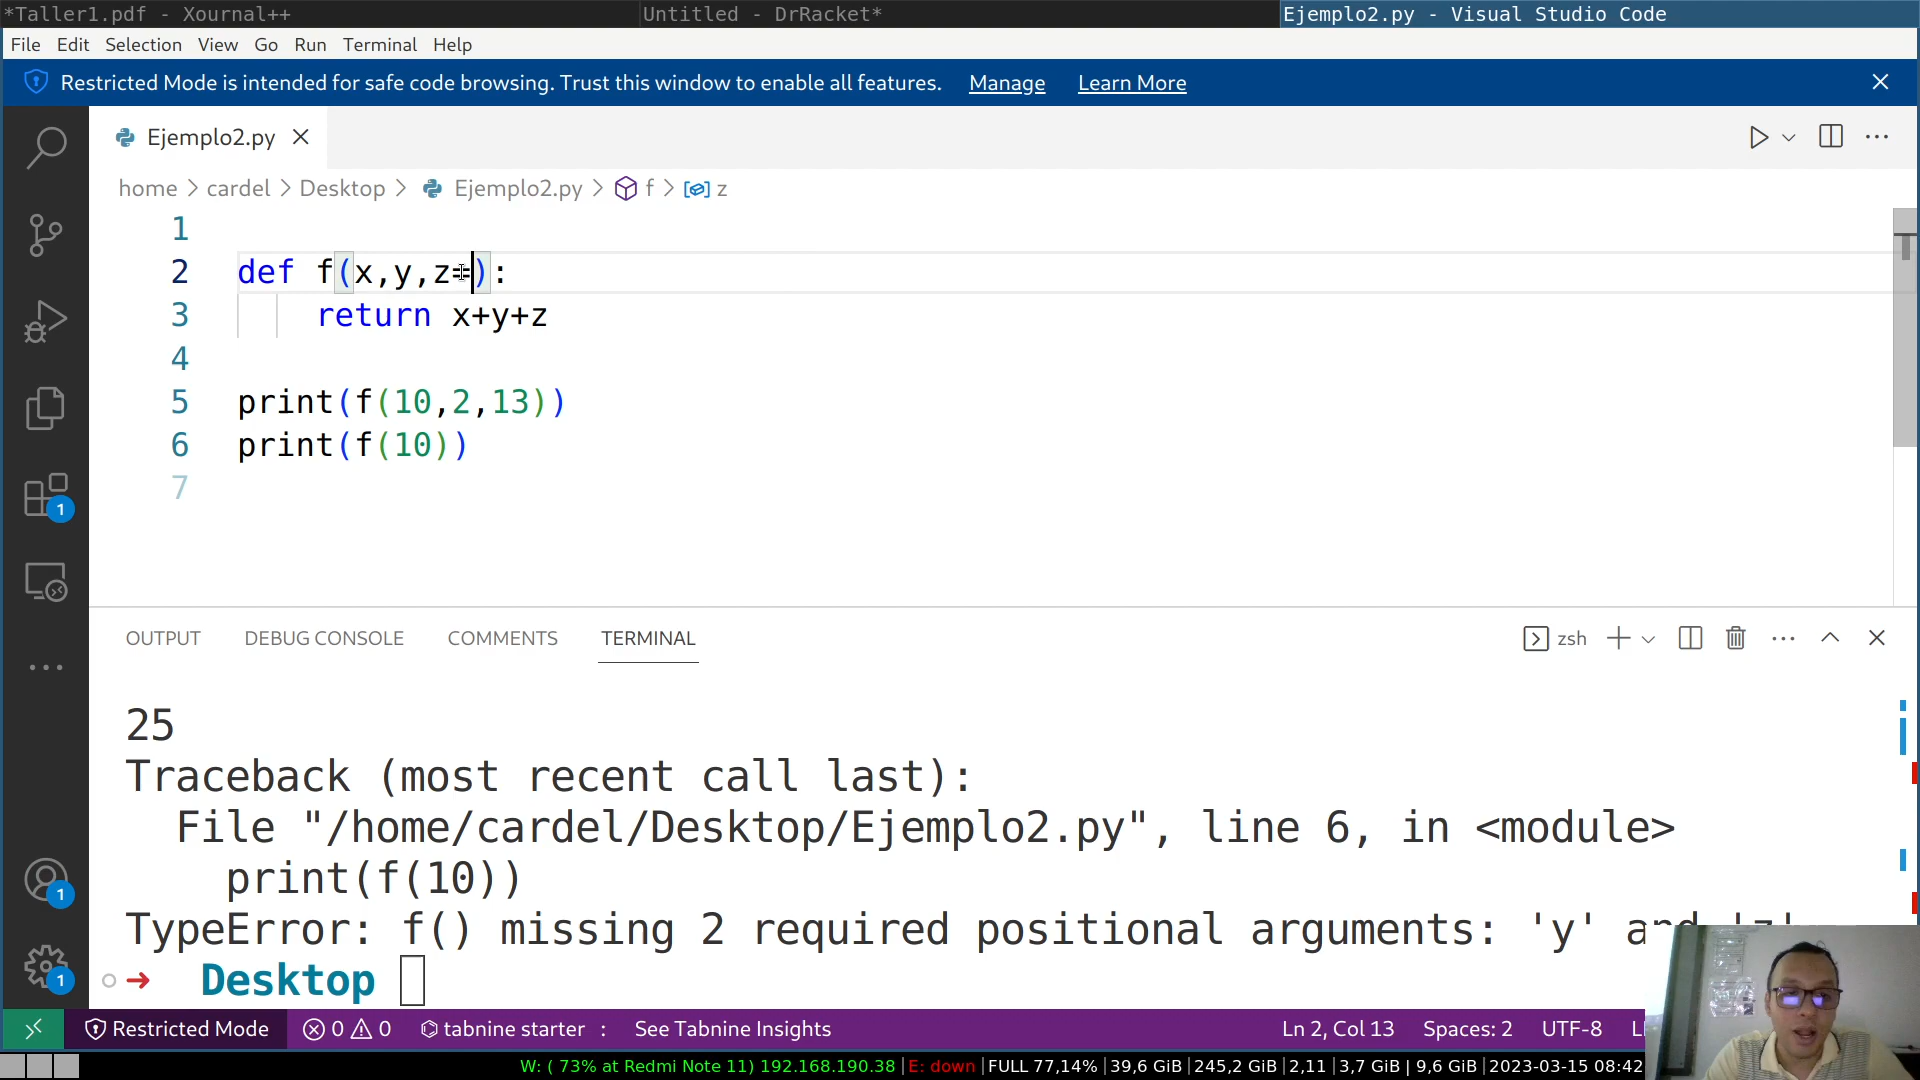 *Taller1.pdf - Xournal++
Untitled - DrRacket*
Ejemplo2.py - Visual Studio Code
File Edit Selection View Go Run Terminal Help
Restricted Mode is intended for safe code browsing. Trust this window to enable all features. Manage Learn More
Ejemplo2.py
home > cardel > Desktop > Ejemplo2.py > f > z
1
2 def f(x,y,z=):
3 return x+y+z
4
5 print(f(10,2,13))
6 print(f(10))
7
OUTPUT DEBUG CONSOLE COMMENTS TERMINAL
zsh
25
Traceback (most recent call last):
File "/home/cardel/Desktop/Ejemplo2.py", line 6, in <module>
print(f(10))
TypeError: f() missing 2 required positional arguments: 'y' and 'z'
➜ Desktop
1
1
1
Restricted Mode 0 0 tabnine starter : See Tabnine Insights Ln 2, Col 13 Spaces: 2 UTF-8
W: ( 73% at Redmi Note 11) 192.168.190.38 |E: down |FULL 77,14% |39,6 GiB |245,2 GiB |2,11 |3,7 GiB | 9,6 GiB |2023-03-15 08:42